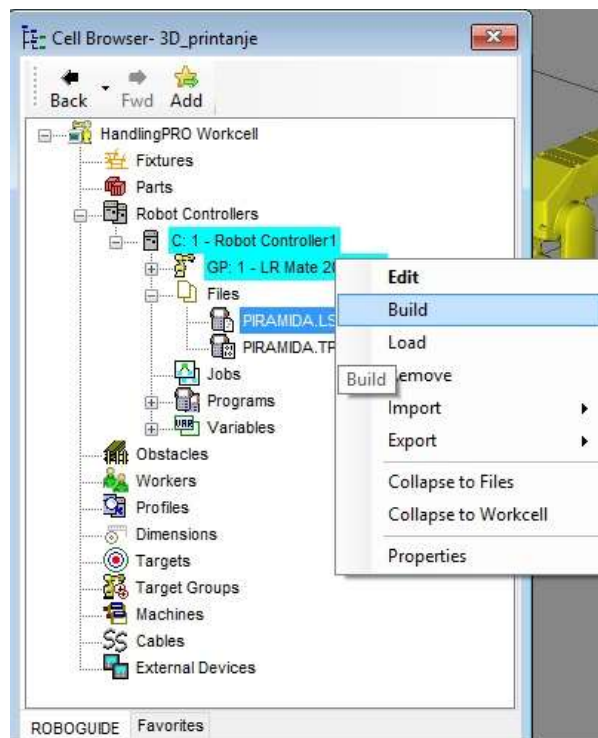 Cell Browser- 3D_printanje
Back Fwd Add
HandlingPRO Workcell
Fixtures
Parts
Robot Controllers
C: 1 - Robot Controller1
GP: 1 - LR Mate
Files
PIRAMIDA.LS
PIRAMIDA.TP
Jobs
Programs
Variables
Obstacles
Workers
Profiles
Dimensions
Targets
Target Groups
Machines
Cables
External Devices
Edit
Build
Load
Build
Import
Export
Collapse to Files
Collapse to Workcell
Properties
ROBOGUIDE Favorites